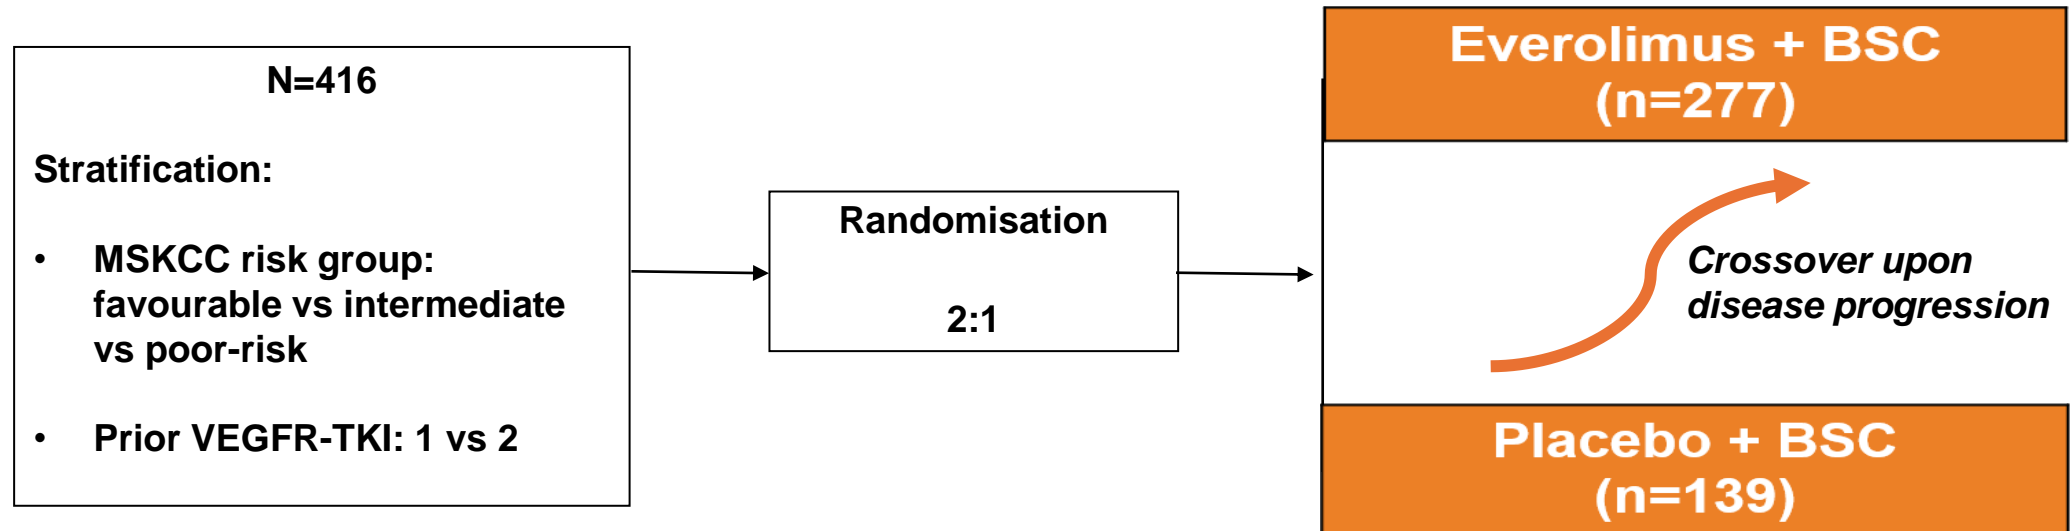 N=416
Stratification:
• MSKCC risk group:
favourable vs intermediate
vs poor-risk
• Prior VEGFR-TKI: 1 vs 2
Randomisation
2:1
Everolimus + BSC
(n=277)
Crossover upon
disease progression
Placebo + BSC
(n=139)